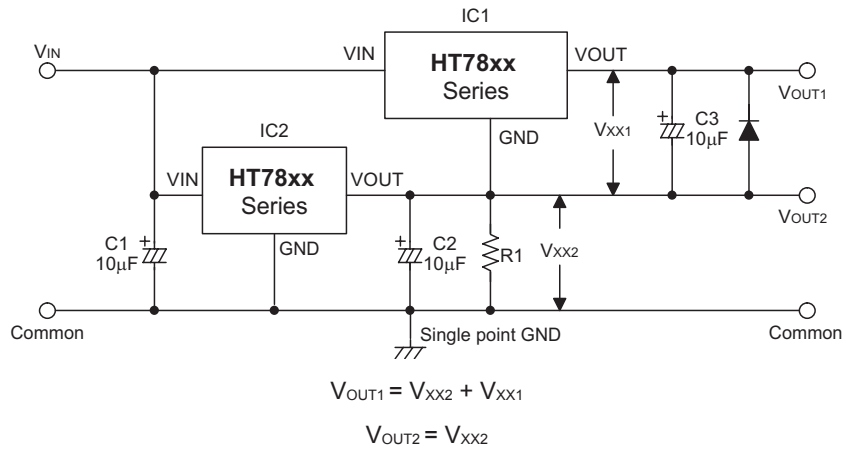 IC1
VIN
VIN
HT78xx
Series
VOUT
VOUT1
GND
VXX1
+
C3
10μF
IC2
VIN
HT78xx
Series
VOUT
VOUT2
GND
C1
+
10μF
+
C2
10μF
R1
VXX2
Common
Single point GND
Common
VOUT1 = VXX2 + VXX1
VOUT2 = VXX2